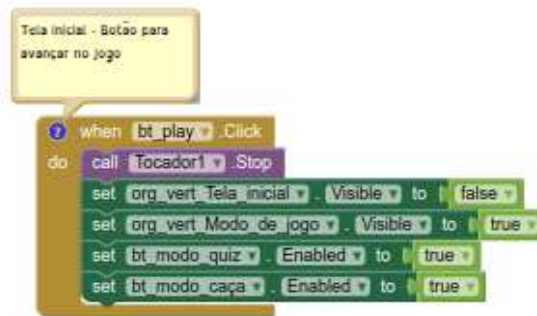 Tela inicial - Botão para
avançar no jogo
? when bt_play .Click
do call Tocador1 .Stop
set org_vert_Tela_inicial . Visible to false
set org_vert_Modo_de_jogo . Visible to true
set bt_modo_quiz . Enabled to true
set bt_modo_caça . Enabled to true